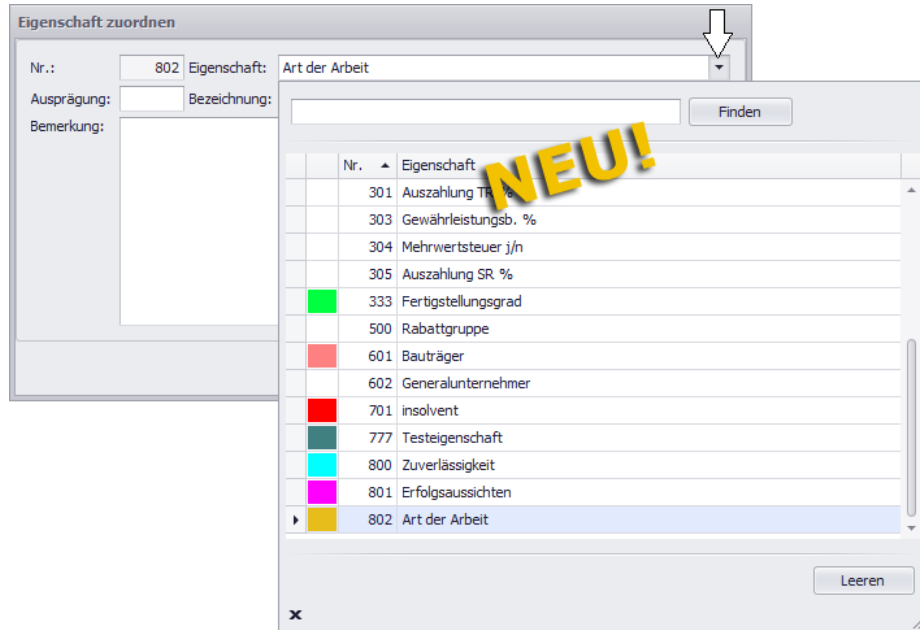 Eigenschaft zuordnen
Nr.: 802 Eigenschaft: Art der Arbeit
Ausprägung: Bezeichnung:
Bemerkung:
Finden
NEU!
Nr. Eigenschaft
301 Auszahlung TR %
303 Gewährleistungsb. %
304 Mehrwertsteuer j/n
305 Auszahlung SR %
333 Fertigstellungsgrad
500 Rabattgruppe
601 Bauträger
602 Generalunternehmer
701 insolvent
777 Testeigenschaft
800 Zuverlässigkeit
801 Erfolgsaussichten
802 Art der Arbeit
Leeren
x